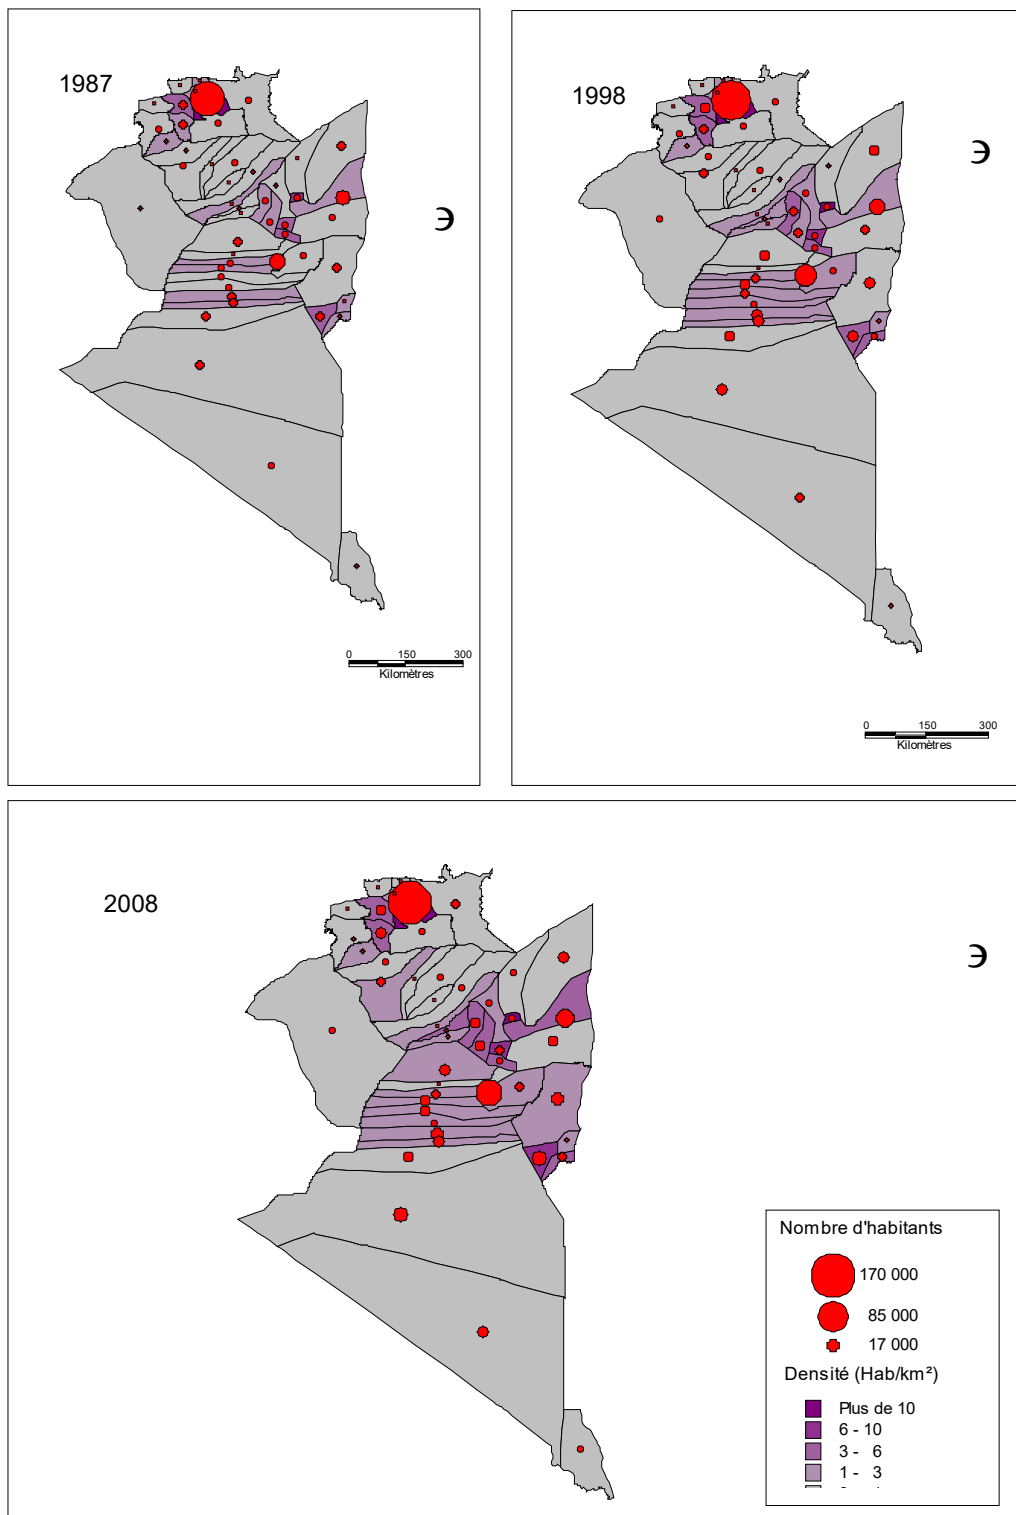 1987
0 150 300
Kilomètres
1998
0 150 300
Kilomètres
2008
Nombre d'habitants
170 000
85 000
17 000
Densité (Hab/km²)
Plus de 10
6 - 10
3 - 6
1 - 3